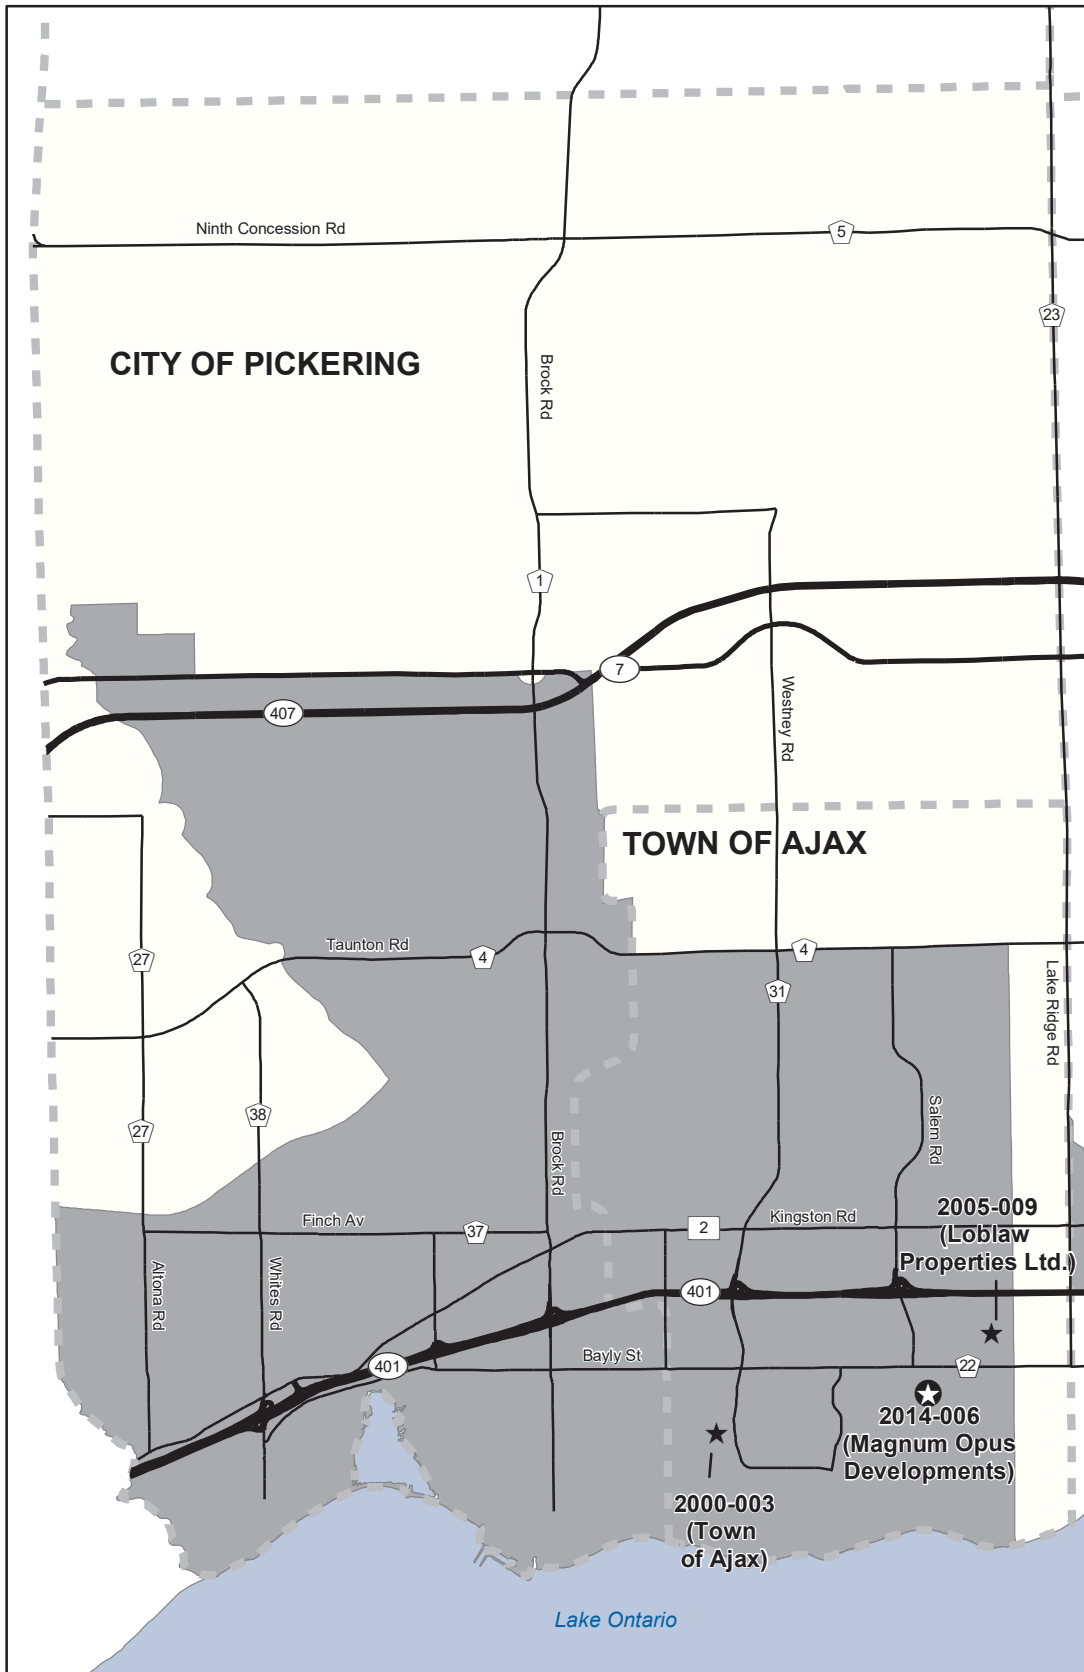 Ninth Concession Rd
5
23
CITY OF PICKERING
Brock Rd
1
7
407
Westney Rd
TOWN OF AJAX
Taunton Rd
4
4
27
31
Lake Ridge Rd
38
27
Salem Rd
Brock Rd
2005-009
(Loblaw
Properties Ltd.)
Finch Av
37
2
Kingston Rd
Altona Rd
Whites Rd
401
401
Bayly St
22
2014-006
(Magnum Opus
Developments)
2000-003
(Town
of Ajax)
Lake Ontario